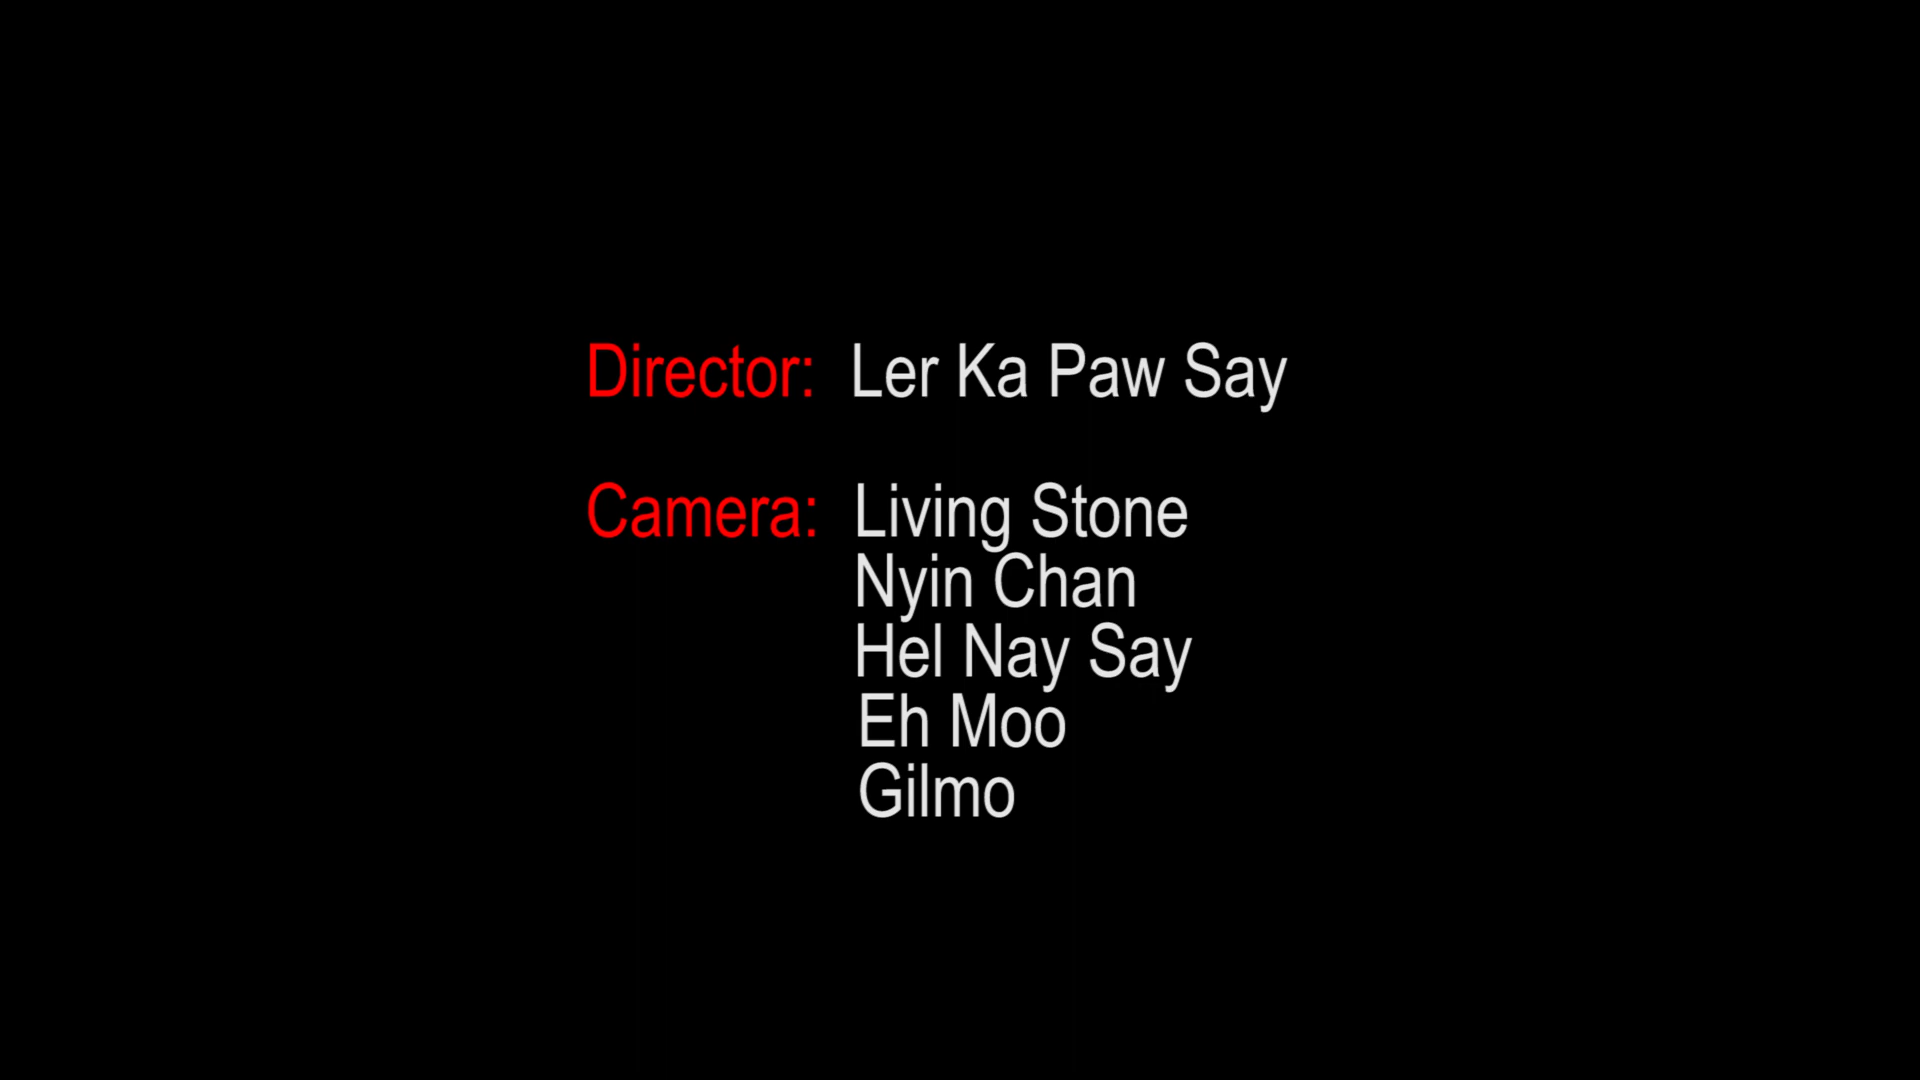 Director: Ler Ka Paw Say
Camera: Living Stone
Nyin Chan
Hel Nay Say
Eh Moo
Gilmo